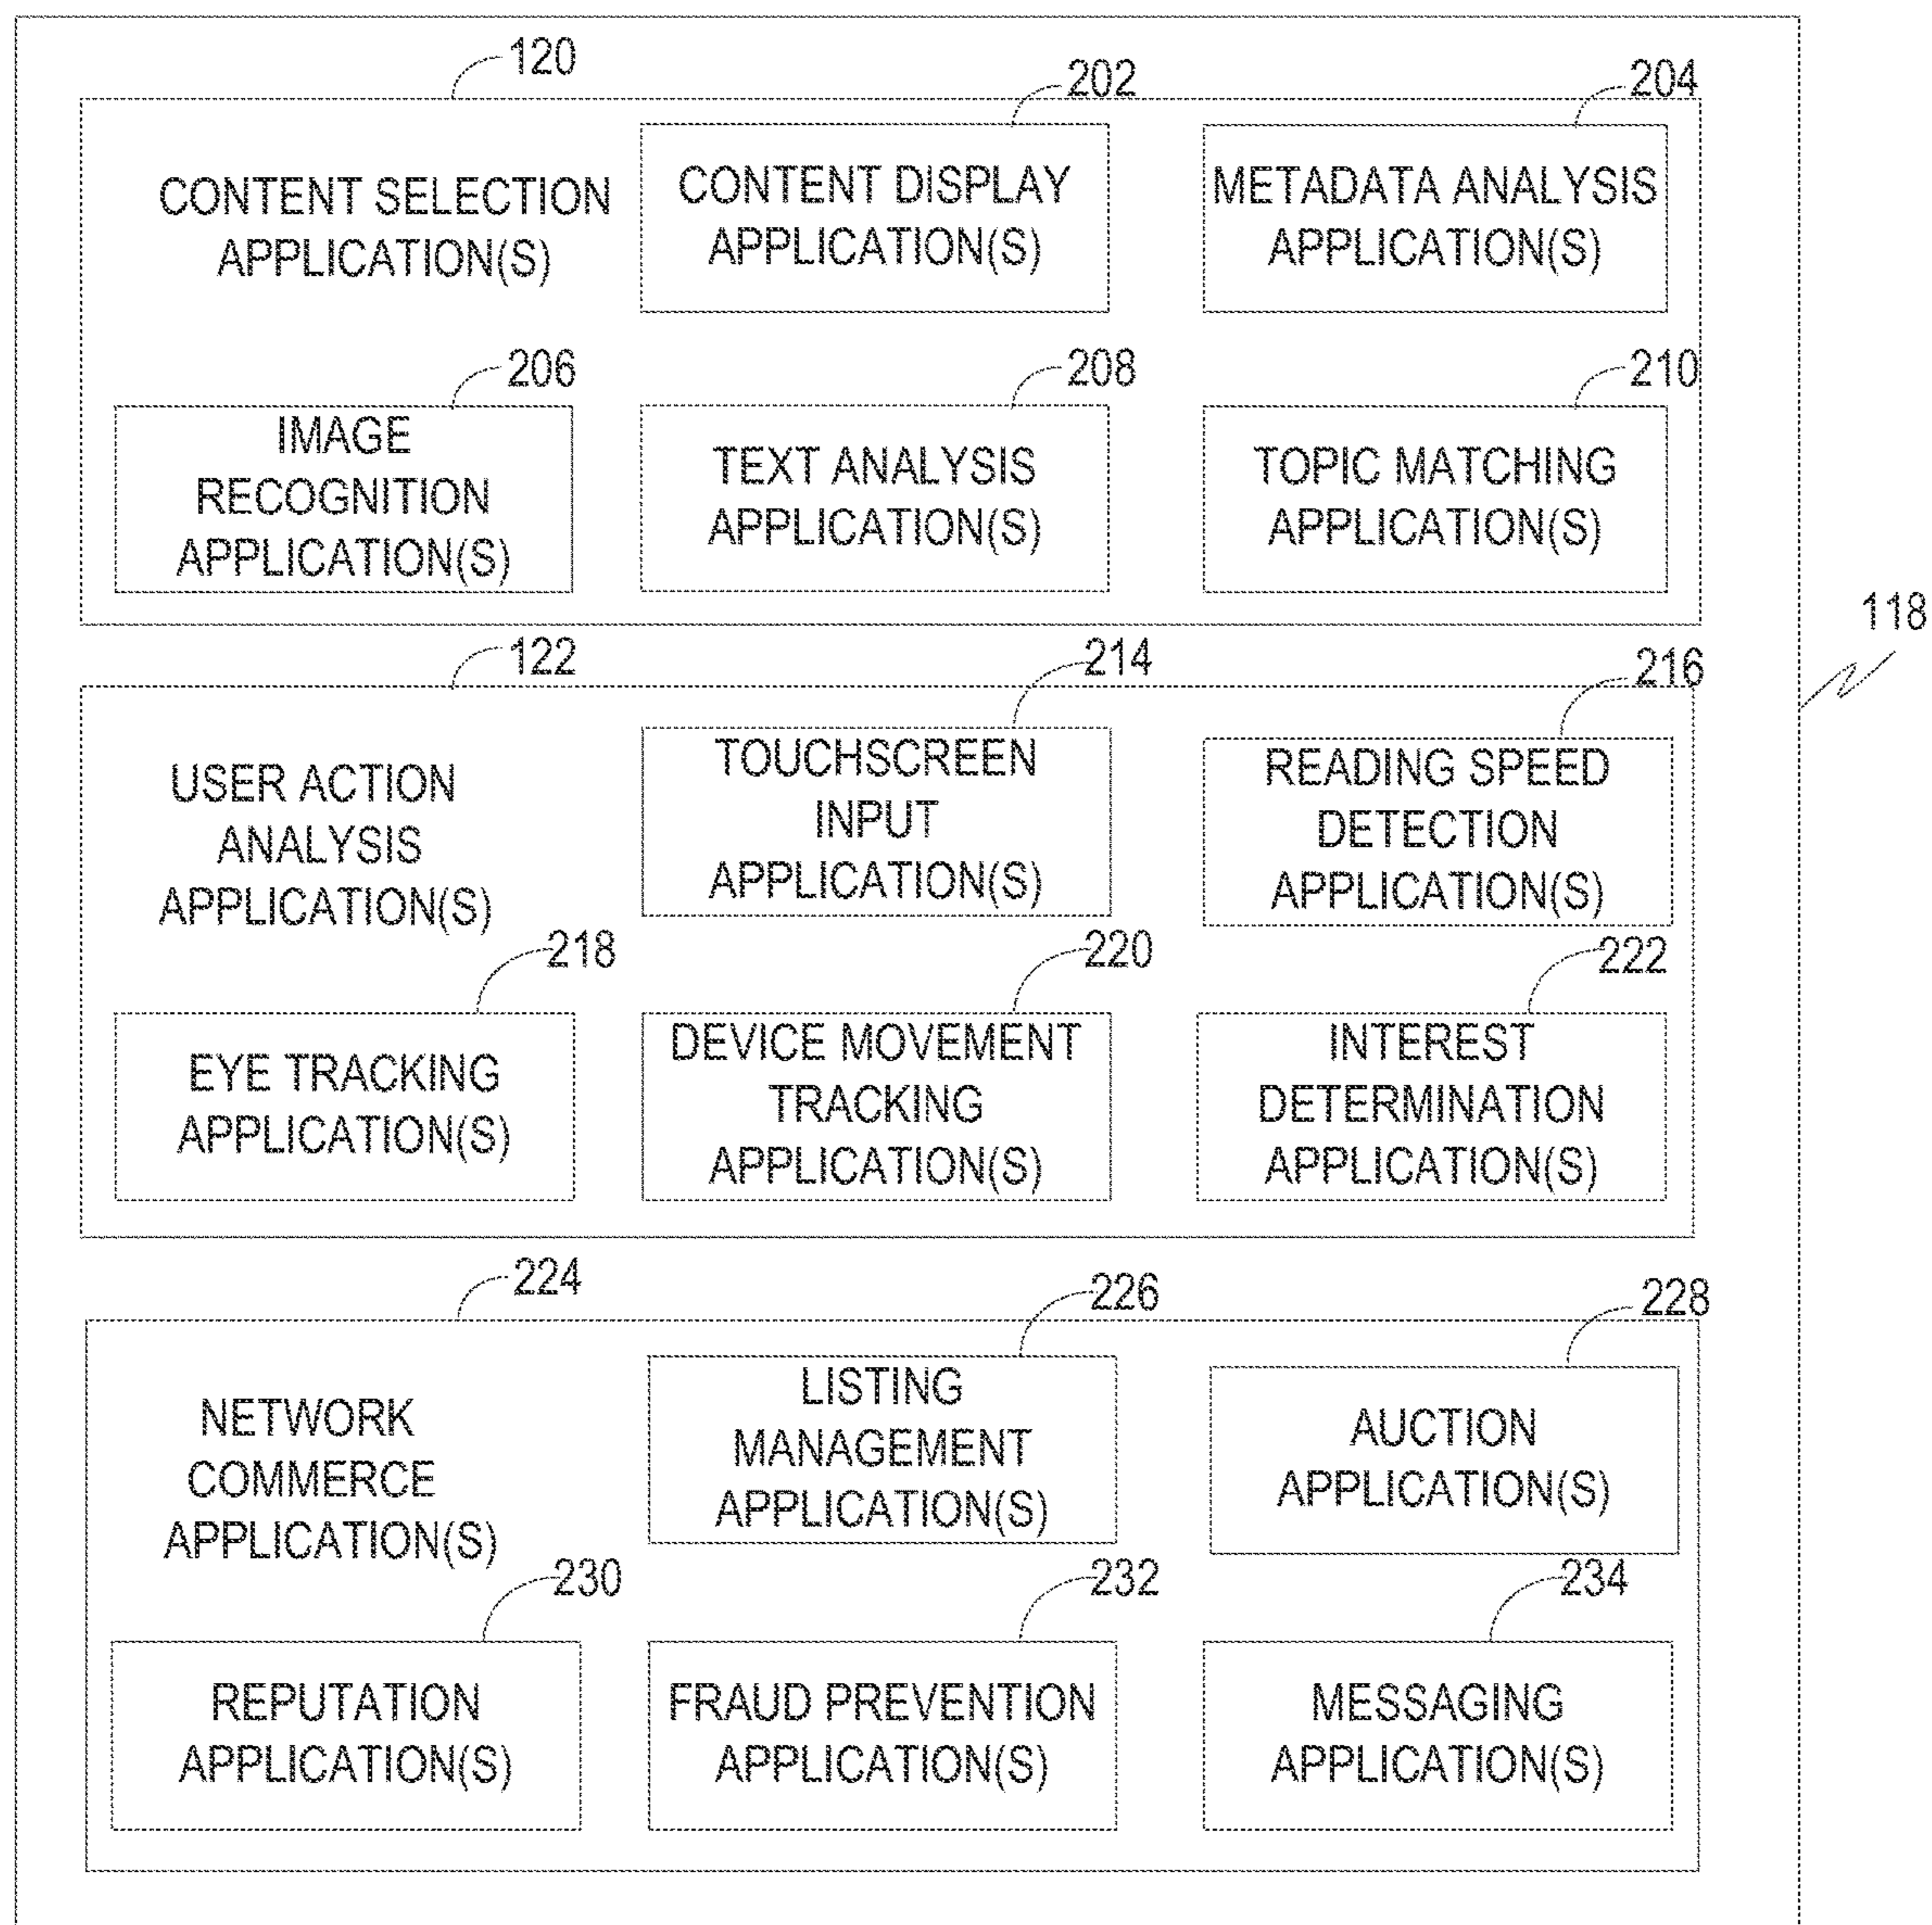 120
CONTENT SELECTION
APPLICATION(S)
202
CONTENT DISPLAY
APPLICATION(S)
204
METADATA ANALYSIS
APPLICATION(S)
206
IMAGE
RECOGNITION
APPLICATION(S)
208
TEXT ANALYSIS
APPLICATION(S)
210
TOPIC MATCHING
APPLICATION(S)
118
122
USER ACTION
ANALYSIS
APPLICATION(S)
214
TOUCHSCREEN
INPUT
APPLICATION(S)
216
READING SPEED
DETECTION
APPLICATION(S)
218
EYE TRACKING
APPLICATION(S)
220
DEVICE MOVEMENT
TRACKING
APPLICATION(S)
222
INTEREST
DETERMINATION
APPLICATION(S)
224
NETWORK
COMMERCE
APPLICATION(S)
226
LISTING
MANAGEMENT
APPLICATION(S)
228
AUCTION
APPLICATION(S)
230
REPUTATION
APPLICATION(S)
232
FRAUD PREVENTION
APPLICATION(S)
234
MESSAGING
APPLICATION(S)